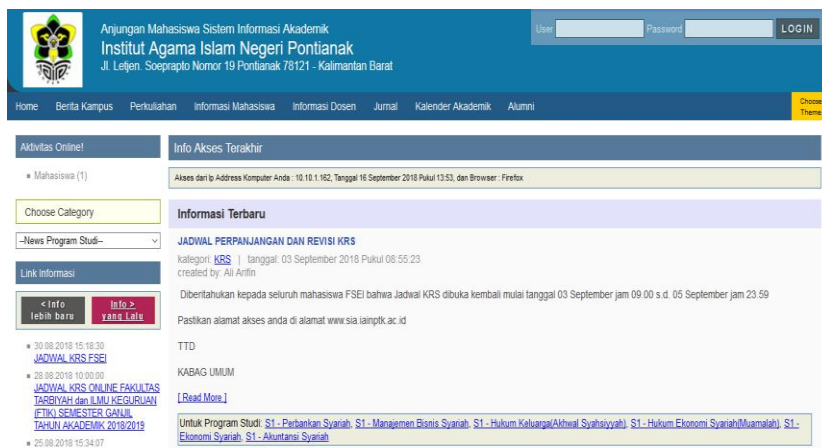 Anjungan Mahasiswa Sistem Informasi Akademik
Institut Agama Islam Negeri Pontianak
Jl. Letjen. Soeprapto Nomor 19 Pontianak 78121 - Kalimantan Barat
User
Password
LOGIN
Home Berita Kampus Perkuliahan Informasi Mahasiswa Informasi Dosen Jurnal Kalender Akademik Alumni
Choose
Theme
Aktivitas Online!
Mahasiswa (1)
Choose Category
--News Program Studi--
Link Informasi
< Info
lebih baru
Info >
yang Lalu
30.08.2018 15:18:30
JADWAL KRS FSEI
28.08.2018 10:00:00
JADWAL KRS ONLINE FAKULTAS
TARBIYAH dan ILMU KEGURUAN
(FTIK) SEMESTER GANJIL
TAHUN AKADEMIK 2018/2019
25.08.2018 15:34:07
Info Akses Terakhir
Akses dari Ip Address Komputer Anda : 10.10.1.162, Tanggal 16 September 2018 Pukul 13:53, dan Browser : Firefox
Informasi Terbaru
JADWAL PERPANJANGAN DAN REVISI KRS
kategori: KRS | tanggal: 03 September 2018 Pukul 08:55:23
created by: Ali Arifin
Diberitahukan kepada seluruh mahasiswa FSEI bahwa Jadwal KRS dibuka kembali mulai tanggal 03 September jam 09.00 s.d. 05 September jam 23.59
Pastikan alamat akses anda di alamat www.sia.iainptk.ac.id
TTD
KABAG UMUM
[ Read More ]
Untuk Program Studi: S1 - Perbankan Syariah, S1 - Manajemen Bisnis Syariah, S1 - Hukum Keluarga(Akhwal Syahsiyyah), S1 - Hukum Ekonomi Syariah(Muamalah), S1 -
Ekonomi Syariah, S1 - Akuntansi Syariah